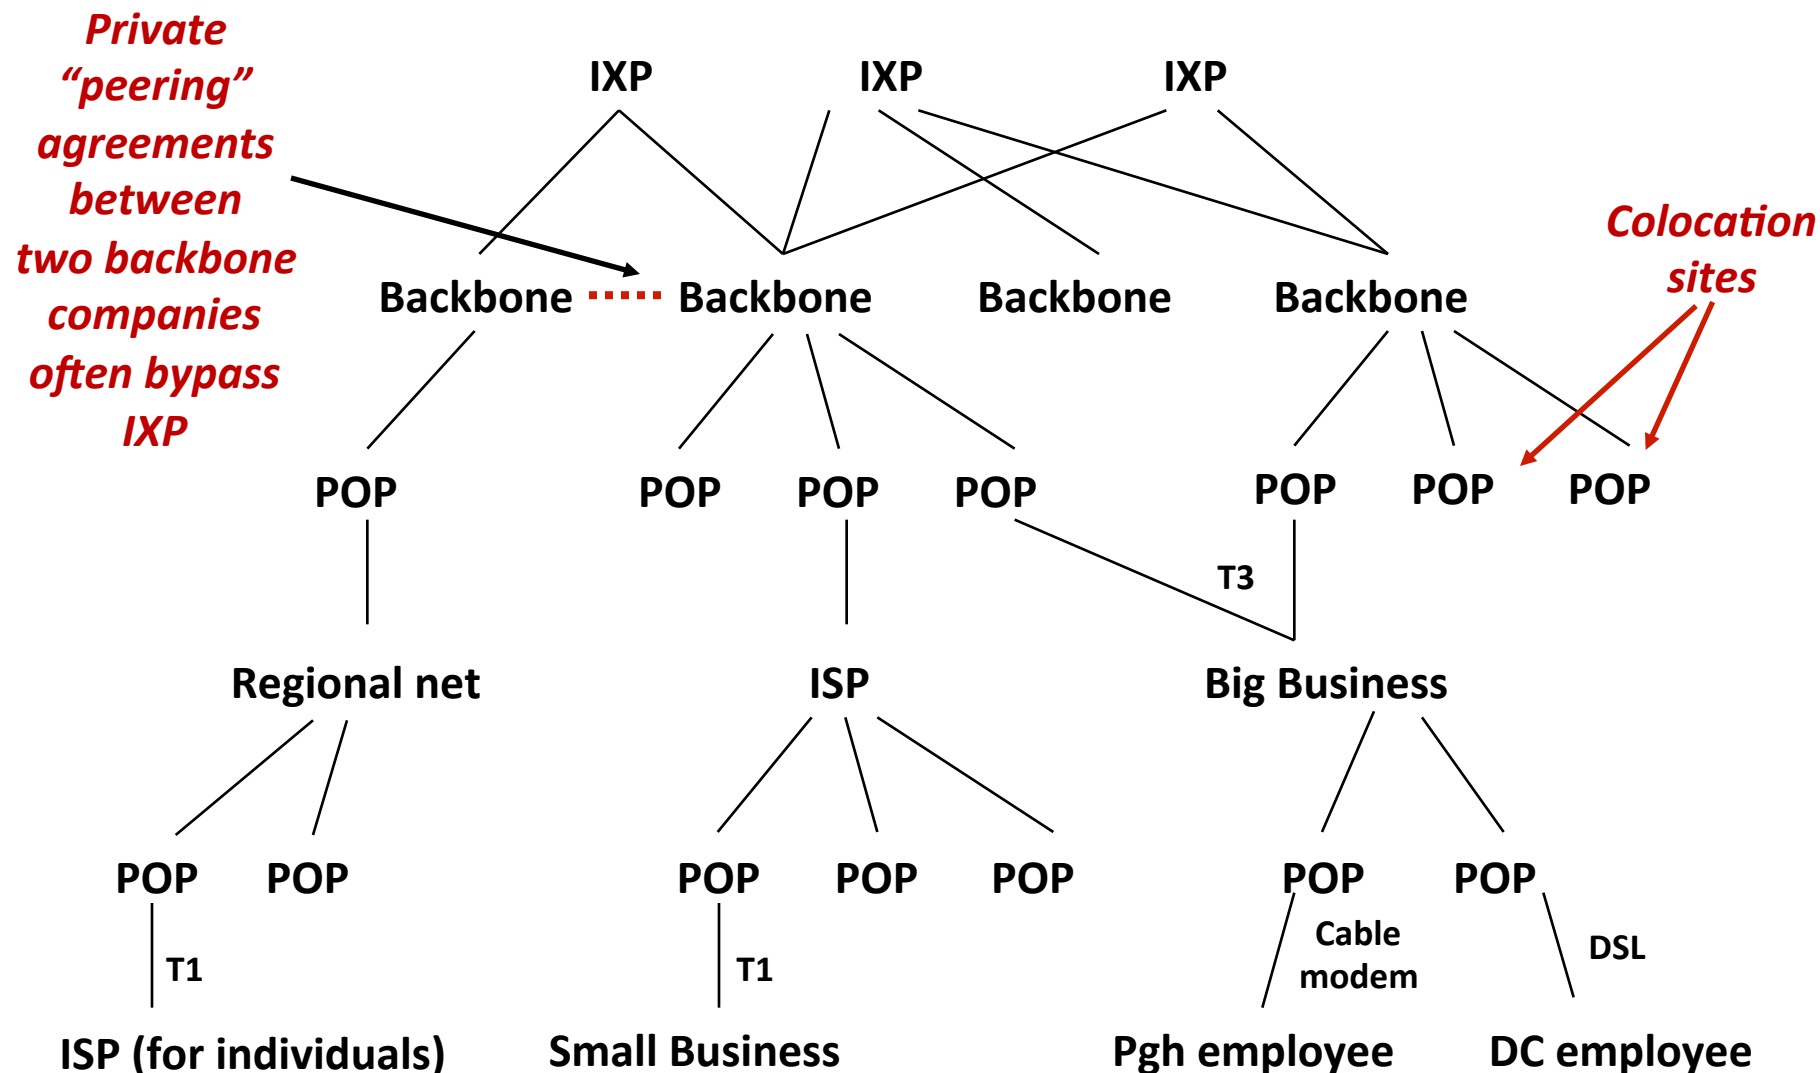 Private
“peering”
agreements
between
two backbone
companies
often bypass
IXP
IXP IXP IXP
Colocation
sites
Backbone Backbone Backbone Backbone
POP POP POP POP POP POP POP
T3
Regional net ISP Big Business
POP POP POP POP POP POP POP
T1 T1
Cable
modem
DSL
ISP (for individuals) Small Business Pgh employee DC employee